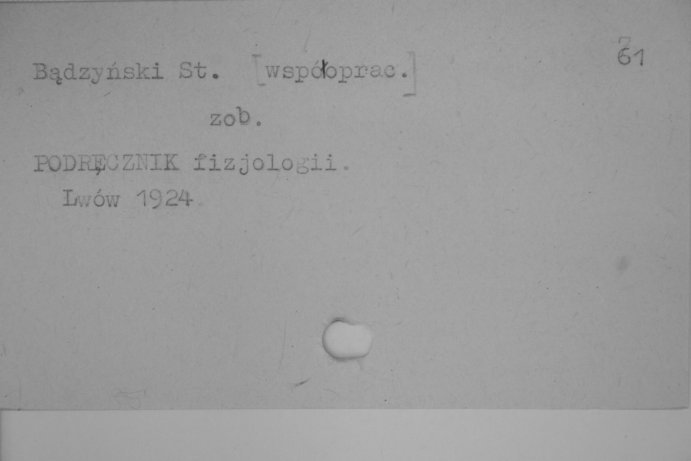 Bądzyński St. [współprac.]
61
zob.
PODRĘCZNIK fizjologii.
Lwów 1924